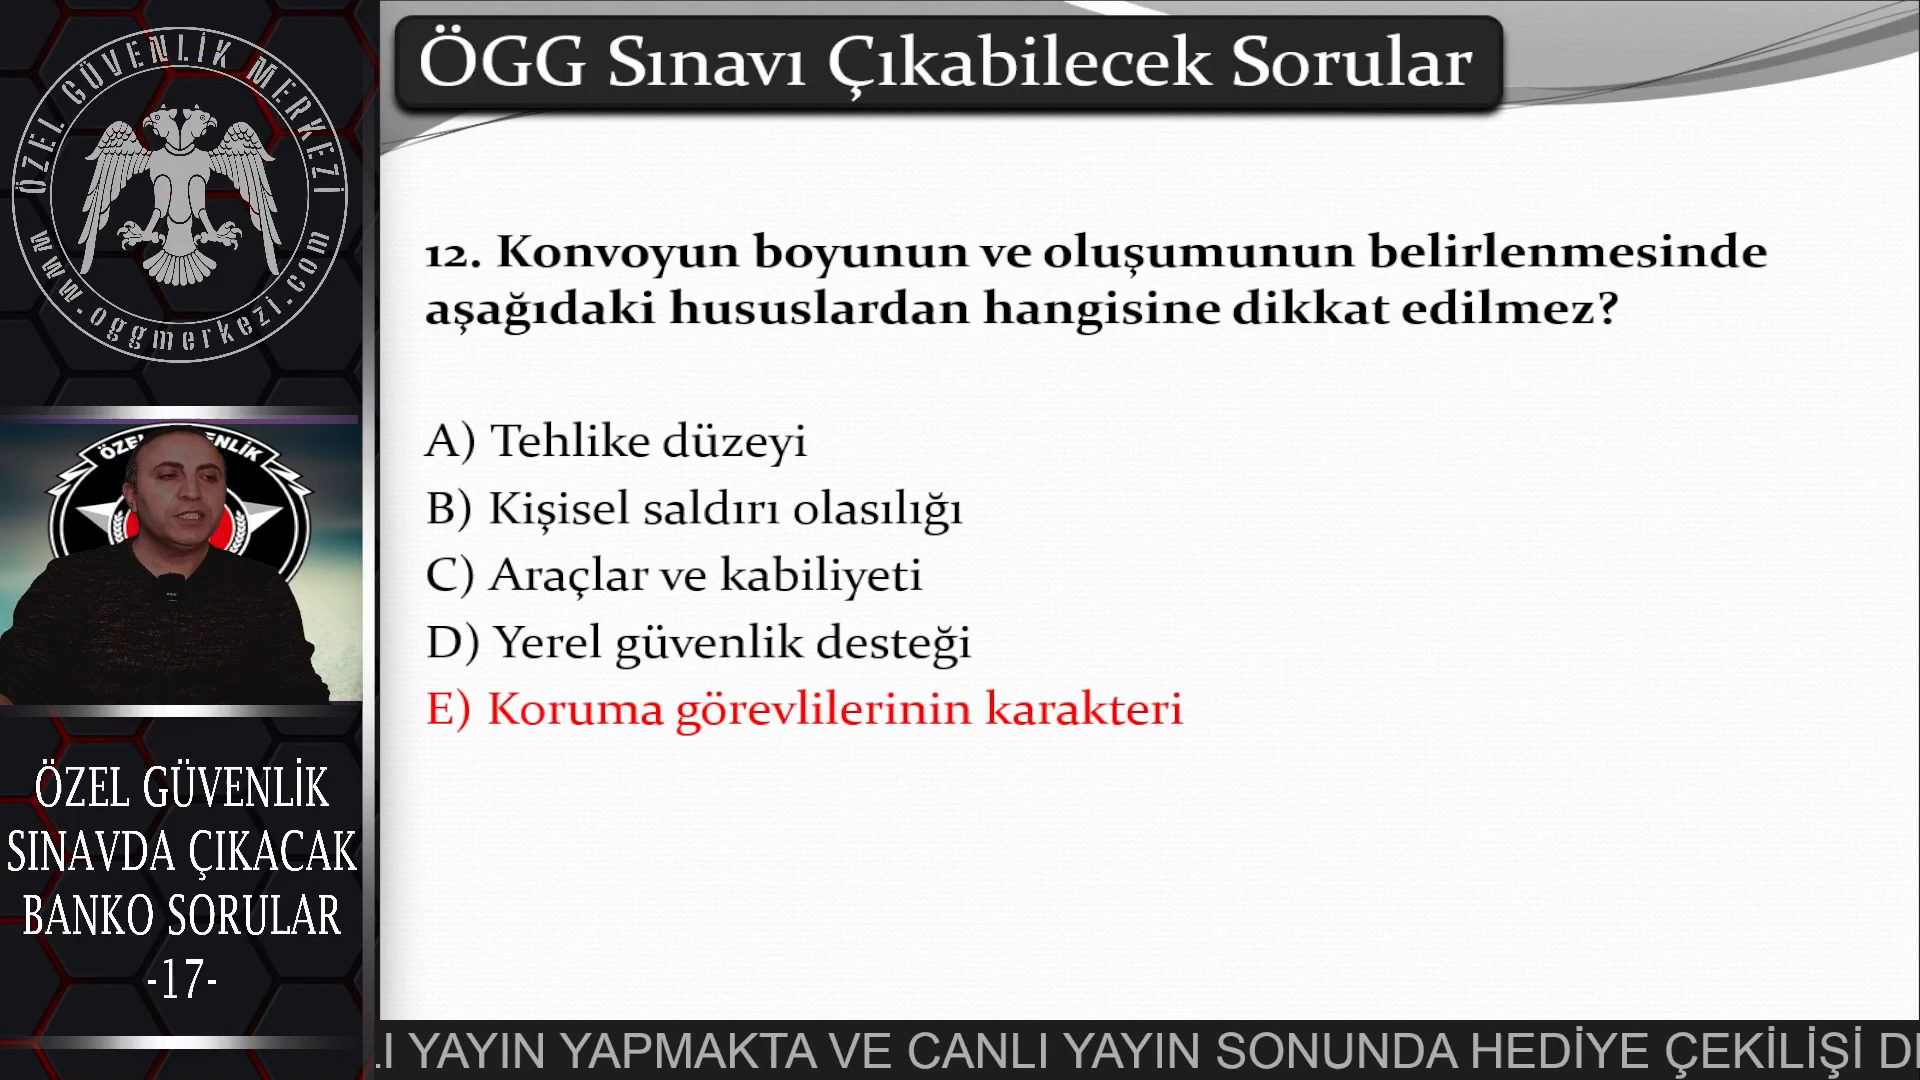 ÖZEL GÜVENLİK MERKEZİ
www.oggmerkezi.com
ÖGG Sınavı Çıkabilecek Sorular
12. Konvoyun boyunun ve oluşumunun belirlenmesinde
aşağıdaki hususlardan hangisine dikkat edilmez?
A) Tehlike düzeyi
B) Kişisel saldırı olasılığı
C) Araçlar ve kabiliyeti
D) Yerel güvenlik desteği
E) Koruma görevlilerinin karakteri
ÖZEL GÜVENLİK
SINAVDA ÇIKACAK
BANKO SORULAR
-17-
YAYIN YAPMAKTA VE CANLI YAYIN SONUNDA HEDİYE ÇEKİLİŞİ